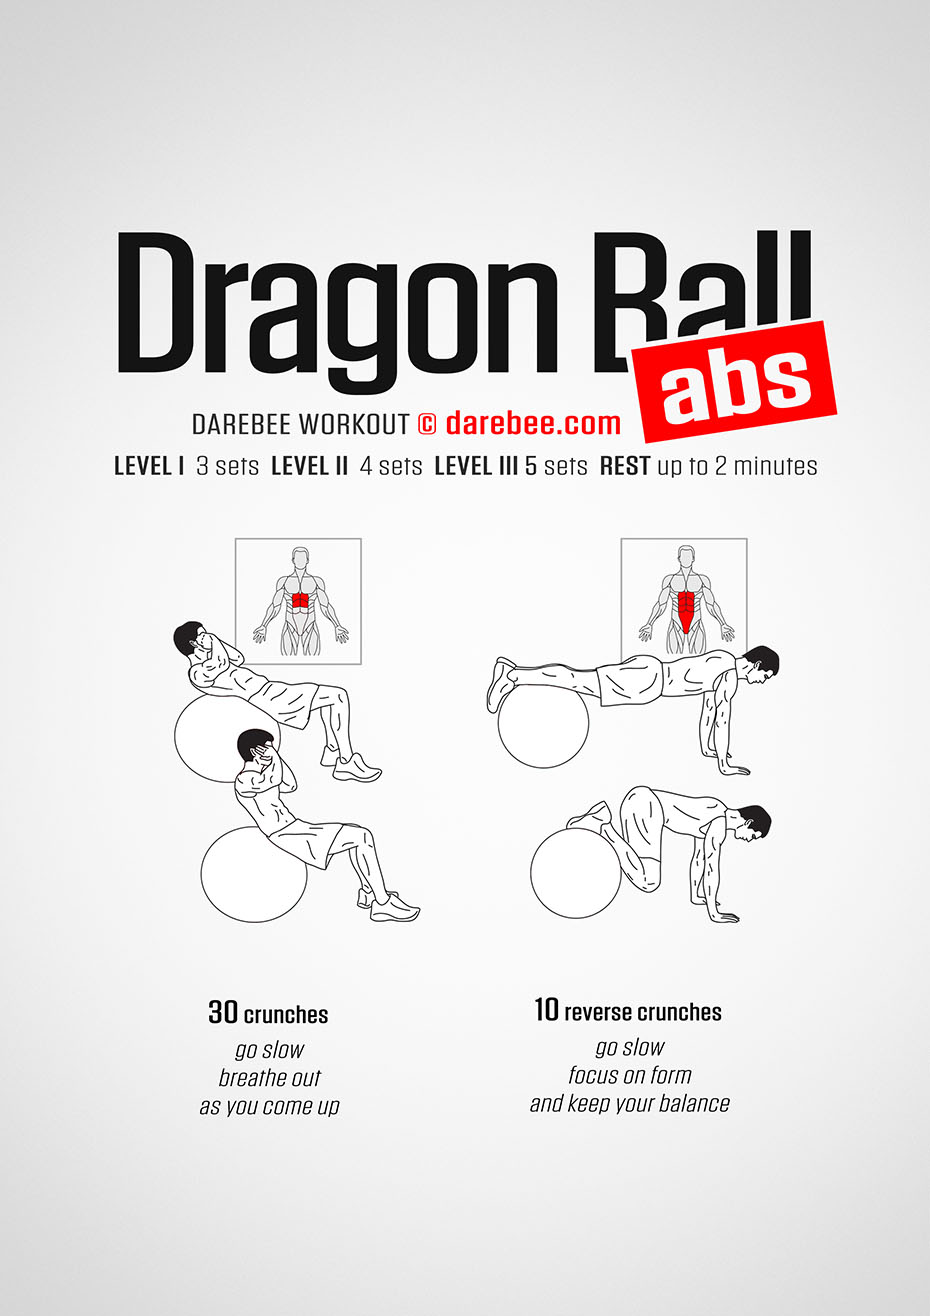 Dragon Ball
abs
DAREBEE WORKOUT © darebee.com
LEVEL I 3 sets LEVEL II 4 sets LEVEL III 5 sets REST up to 2 minutes
30 crunches
go slow
breathe out
as you come up
10 reverse crunches
go slow
focus on form
and keep your balance